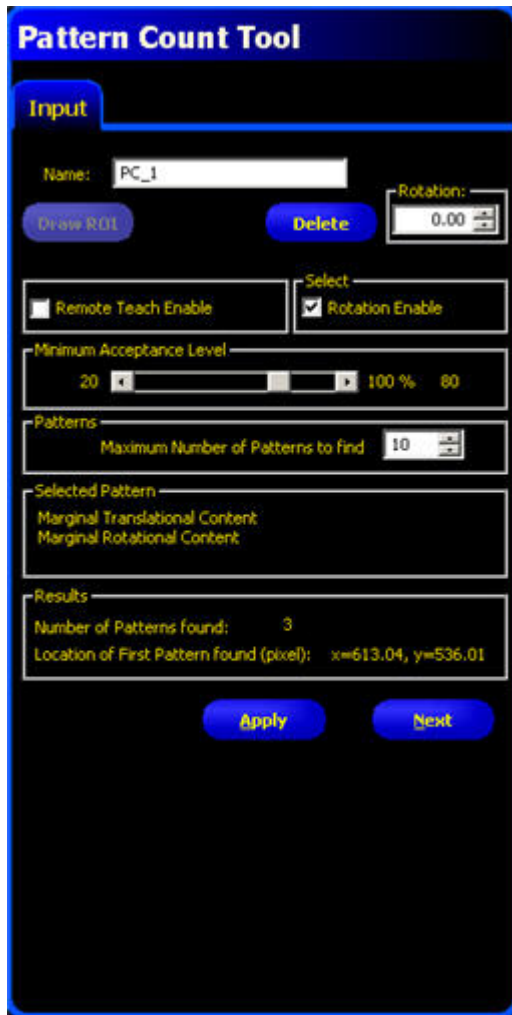 Pattern Count Tool
Input
Name: PC_1
Rotation:
Draw ROI Delete 0.00
Select
Remote Teach Enable Rotation Enable
Minimum Acceptance Level
20 100 % 80
Patterns
Maximum Number of Patterns to find 10
Selected Pattern
Marginal Translational Content
Marginal Rotational Content
Results
Number of Patterns found: 3
Location of First Pattern found (pixel): x=613.04, y=536.01
Apply Next